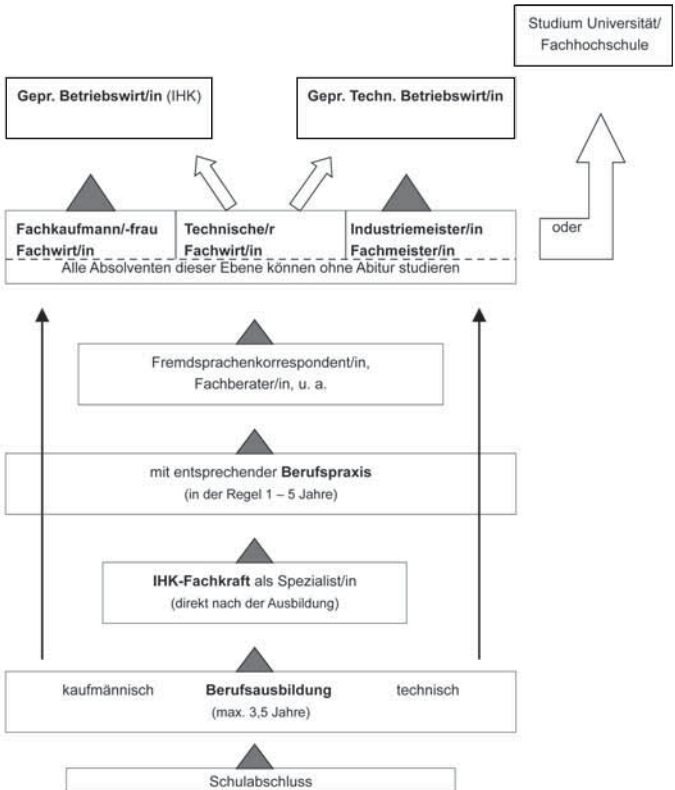 Studium Universität/
Fachhochschule
Gepr. Betriebswirt/in (IHK)
Gepr. Techn. Betriebswirt/in
Fachkaufmann/-frau
Fachwirt/in
Technische/r
Fachwirt/in
Industriemeister/in
Fachmeister/in
oder
Alle Absolventen dieser Ebene können ohne Abitur studieren
Fremdsprachenkorrespondent/in,
Fachberater/in, u. a.
mit entsprechender Berufspraxis
(in der Regel 1 – 5 Jahre)
IHK-Fachkraft als Spezialist/in
(direkt nach der Ausbildung)
kaufmännisch Berufsausbildung technisch
(max. 3,5 Jahre)
Schulabschluss